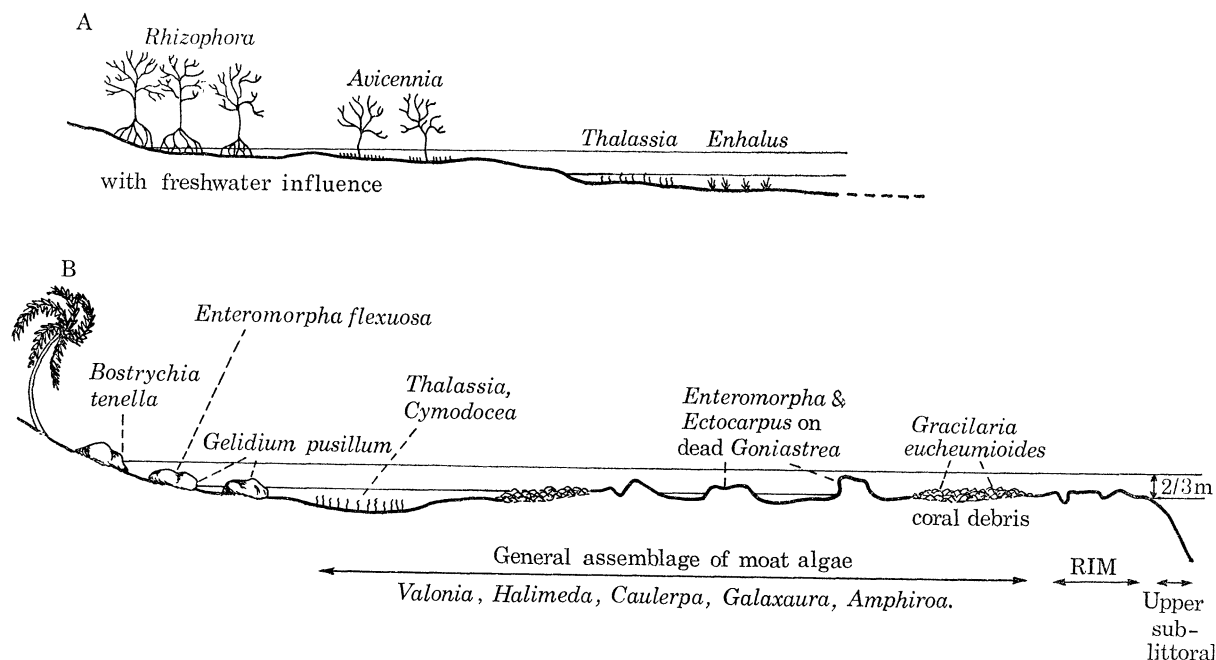 A
Rhizophora
Avicennia
Thalassia
Enhalus
with freshwater influence
B
Enteromorpha flexuosa
Bostrychia
tenella
Thalassia,
Cymodocea
Gelidium pusillum
Enteromorpha &
Ectocarpus on
dead Goniastrea
Gracilaria
eucheumioides
2/3m
coral debris
General assemblage of moat algae
Valonia, Halimeda, Caulerpa, Galaxaura, Amphiroa.
RIM
Upper
sub-
littoral